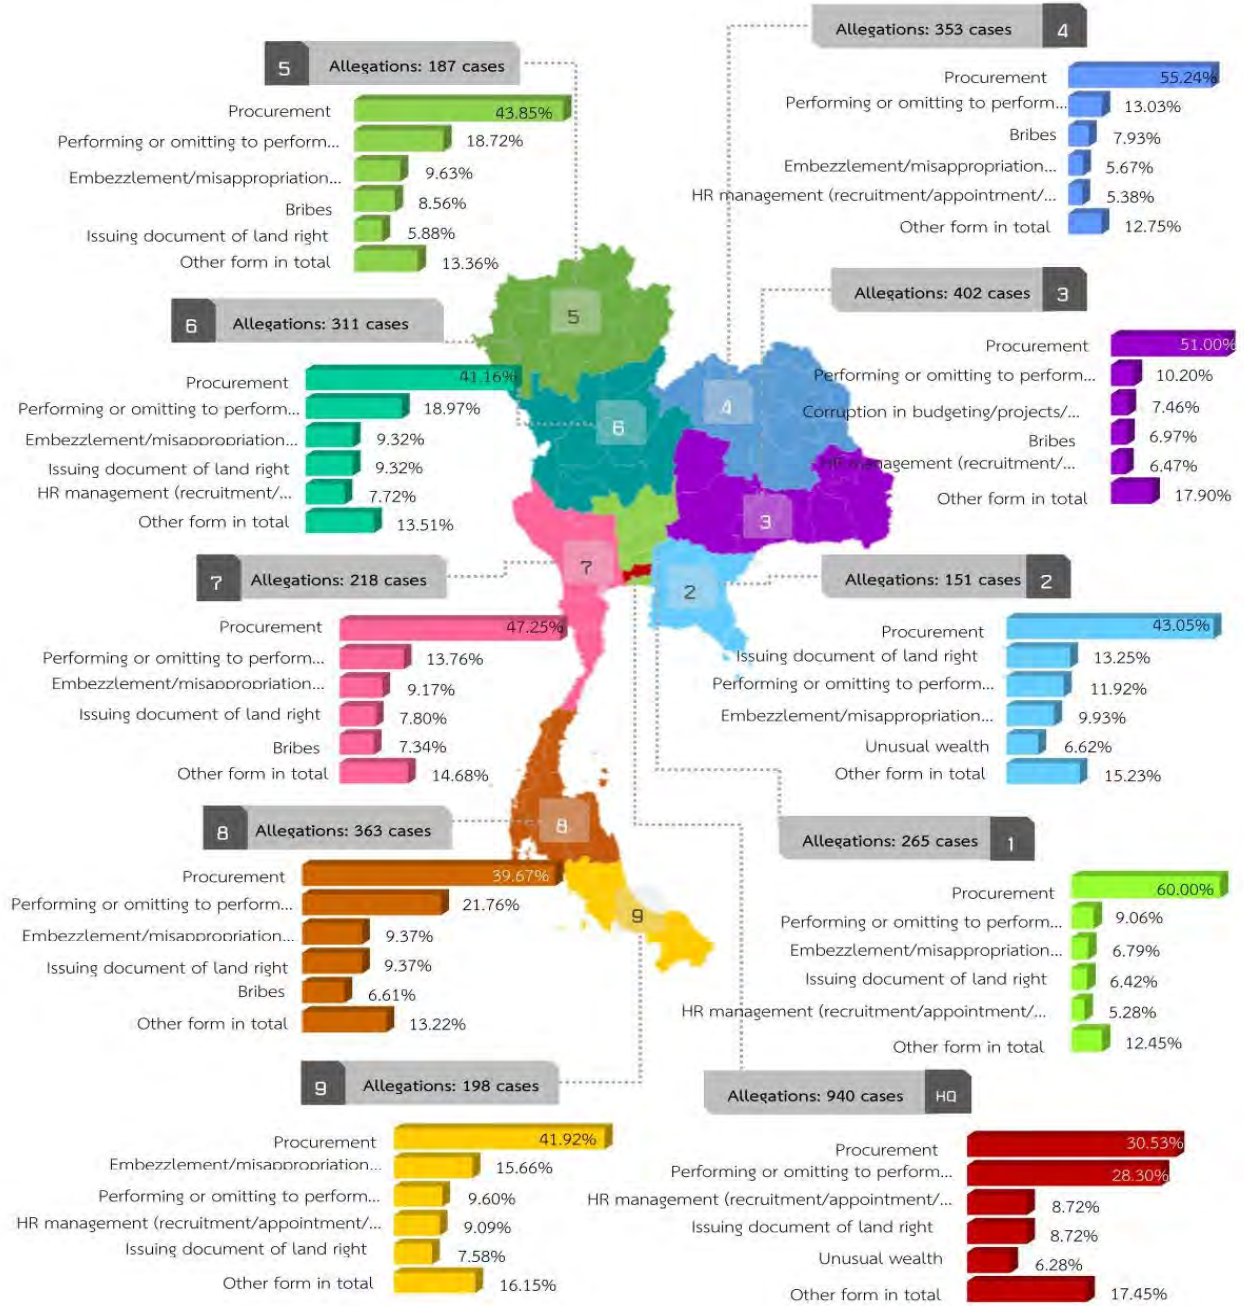 5 Allegations: 187 cases
Procurement 43.85%
Performing or omitting to perform... 18.72%
Embezzlement/misappropriation... 9.63%
Bribes 8.56%
Issuing document of land right 5.88%
Other form in total 13.36%
Allegations: 353 cases 4
Procurement 55.24%
Performing or omitting to perform... 13.03%
Bribes 7.93%
Embezzlement/misappropriation... 5.67%
HR management (recruitment/appointment/... 5.38%
Other form in total 12.75%
6 Allegations: 311 cases
Procurement 41.16%
Performing or omitting to perform... 18.97%
Embezzlement/misappropriation... 9.32%
Issuing document of land right 9.32%
HR management (recruitment/... 7.72%
Other form in total 13.51%
Allegations: 402 cases 3
Procurement 51.00%
Performing or omitting to perform... 10.20%
Corruption in budgeting/projects/... 7.46%
Bribes 6.97%
HR management (recruitment/... 6.47%
Other form in total 17.90%
5
4
6
3
7
2
8
9
7 Allegations: 218 cases
Procurement 47.25%
Performing or omitting to perform... 13.76%
Embezzlement/misappropriation... 9.17%
Issuing document of land right 7.80%
Bribes 7.34%
Other form in total 14.68%
Allegations: 151 cases 2
Procurement 43.05%
Issuing document of land right 13.25%
Performing or omitting to perform... 11.92%
Embezzlement/misappropriation... 9.93%
Unusual wealth 6.62%
Other form in total 15.23%
8 Allegations: 363 cases
Procurement 39.67%
Performing or omitting to perform... 21.76%
Embezzlement/misappropriation... 9.37%
Issuing document of land right 9.37%
Bribes 6.61%
Other form in total 13.22%
Allegations: 265 cases 1
Procurement 60.00%
Performing or omitting to perform... 9.06%
Embezzlement/misappropriation... 6.79%
Issuing document of land right 6.42%
HR management (recruitment/appointment/... 5.28%
Other form in total 12.45%
9 Allegations: 198 cases
Procurement 41.92%
Embezzlement/misappropriation... 15.66%
Performing or omitting to perform... 9.60%
HR management (recruitment/appointment/... 9.09%
Issuing document of land right 7.58%
Other form in total 16.15%
Allegations: 940 cases HQ
Procurement 30.53%
Performing or omitting to perform... 28.30%
HR management (recruitment/appointment/... 8.72%
Issuing document of land right 8.72%
Unusual wealth 6.28%
Other form in total 17.45%